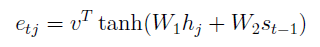 e_{tj} = v^T tanh(W_1 h_j + W_2 s_{t−1})